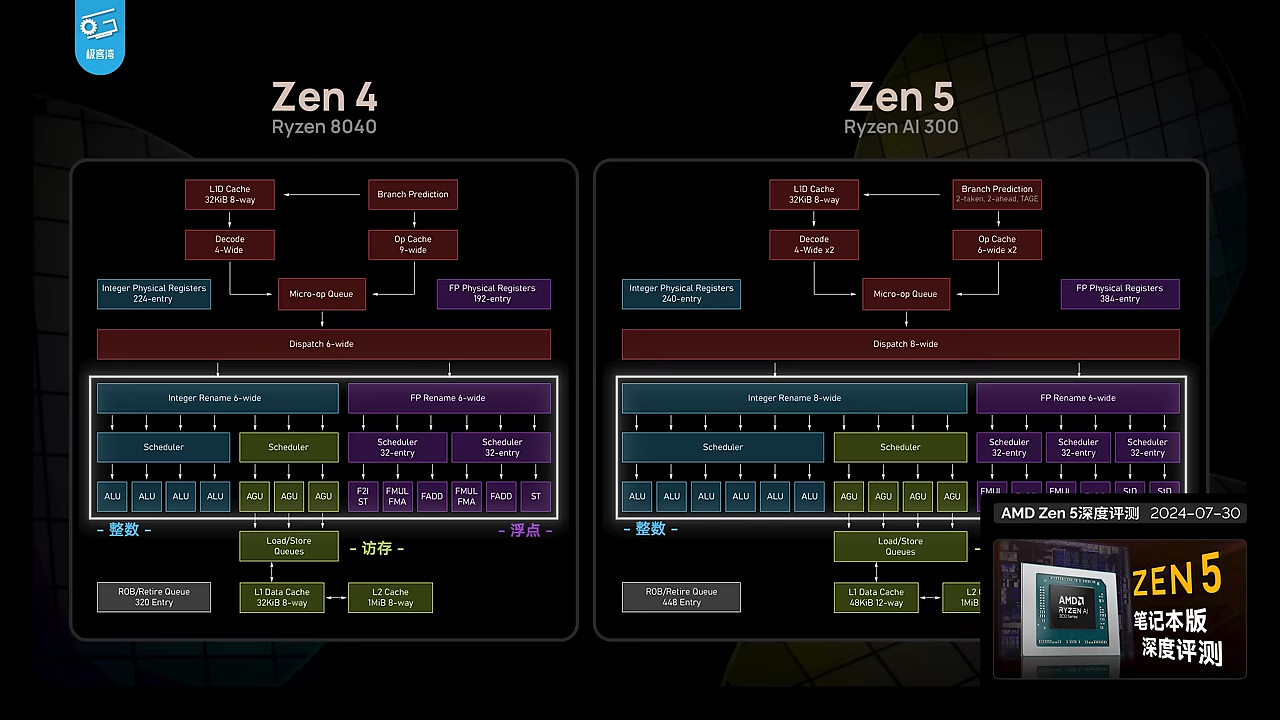 极客湾
Zen 4
Ryzen 8040
L1D Cache
32KiB 8-way
Branch Prediction
Decode
4-Wide
Op Cache
9-wide
Integer Physical Registers
224-entry
Micro-op Queue
FP Physical Registers
192-entry
Dispatch 6-wide
Integer Rename 6-wide
FP Rename 6-wide
Scheduler
Scheduler
Scheduler
32-entry
Scheduler
32-entry
ALU
ALU
ALU
ALU
AGU
AGU
AGU
F2I
ST
FMUL
FMA
FADD
FMUL
FMA
FADD
ST
- 整数 -
- 浮点 -
Load/Store
Queues
- 访存 -
ROB/Retire Queue
320 Entry
L1 Data Cache
32KiB 8-way
L2 Cache
1MiB 8-way
Zen 5
Ryzen AI 300
L1D Cache
32KiB 8-way
Branch Prediction
2-taken, 2-ahead, TAGE
Decode
4-Wide x2
Op Cache
6-wide x2
Integer Physical Registers
240-entry
Micro-op Queue
FP Physical Registers
384-entry
Dispatch 8-wide
Integer Rename 8-wide
FP Rename 6-wide
Scheduler
Scheduler
Scheduler
32-entry
Scheduler
32-entry
Scheduler
32-entry
ALU
ALU
ALU
ALU
ALU
ALU
AGU
AGU
AGU
AGU
FMUL
FMUL
StD
StD
- 整数 -
Load/Store
Queues
ROB/Retire Queue
448 Entry
L1 Data Cache
48KiB 12-way
1MiB
AMD Zen 5深度评测 2024-07-30
AMD
RYZEN AI
300 Series
ZEN 5
笔记本版
深度评测